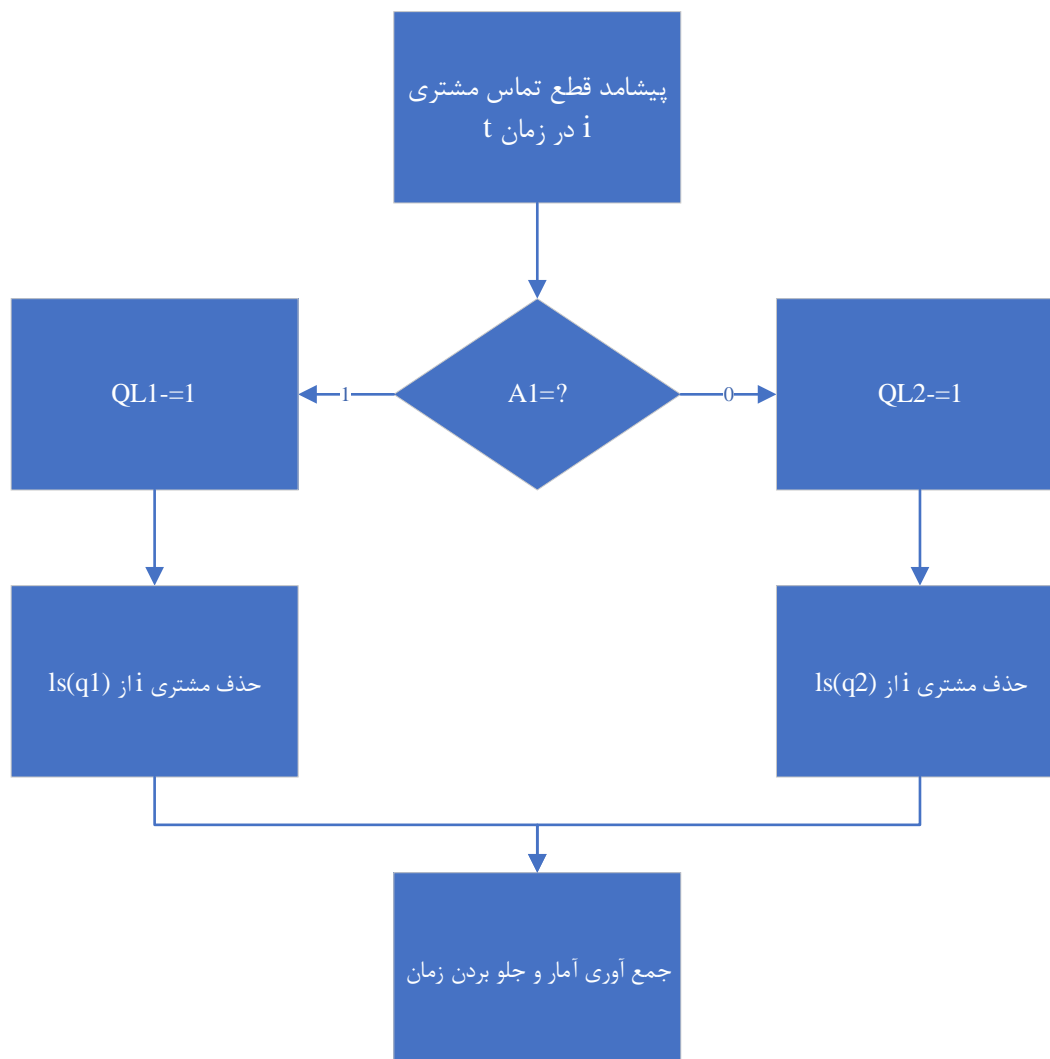 پیشامد قطع تماس مشتری
i در زمان t
QL1-=1
1
A1=?
0
QL2-=1
حذف مشتری i از ls(q1)
حذف مشتری i از ls(q2)
جمع آوری آمار و جلو بردن زمان